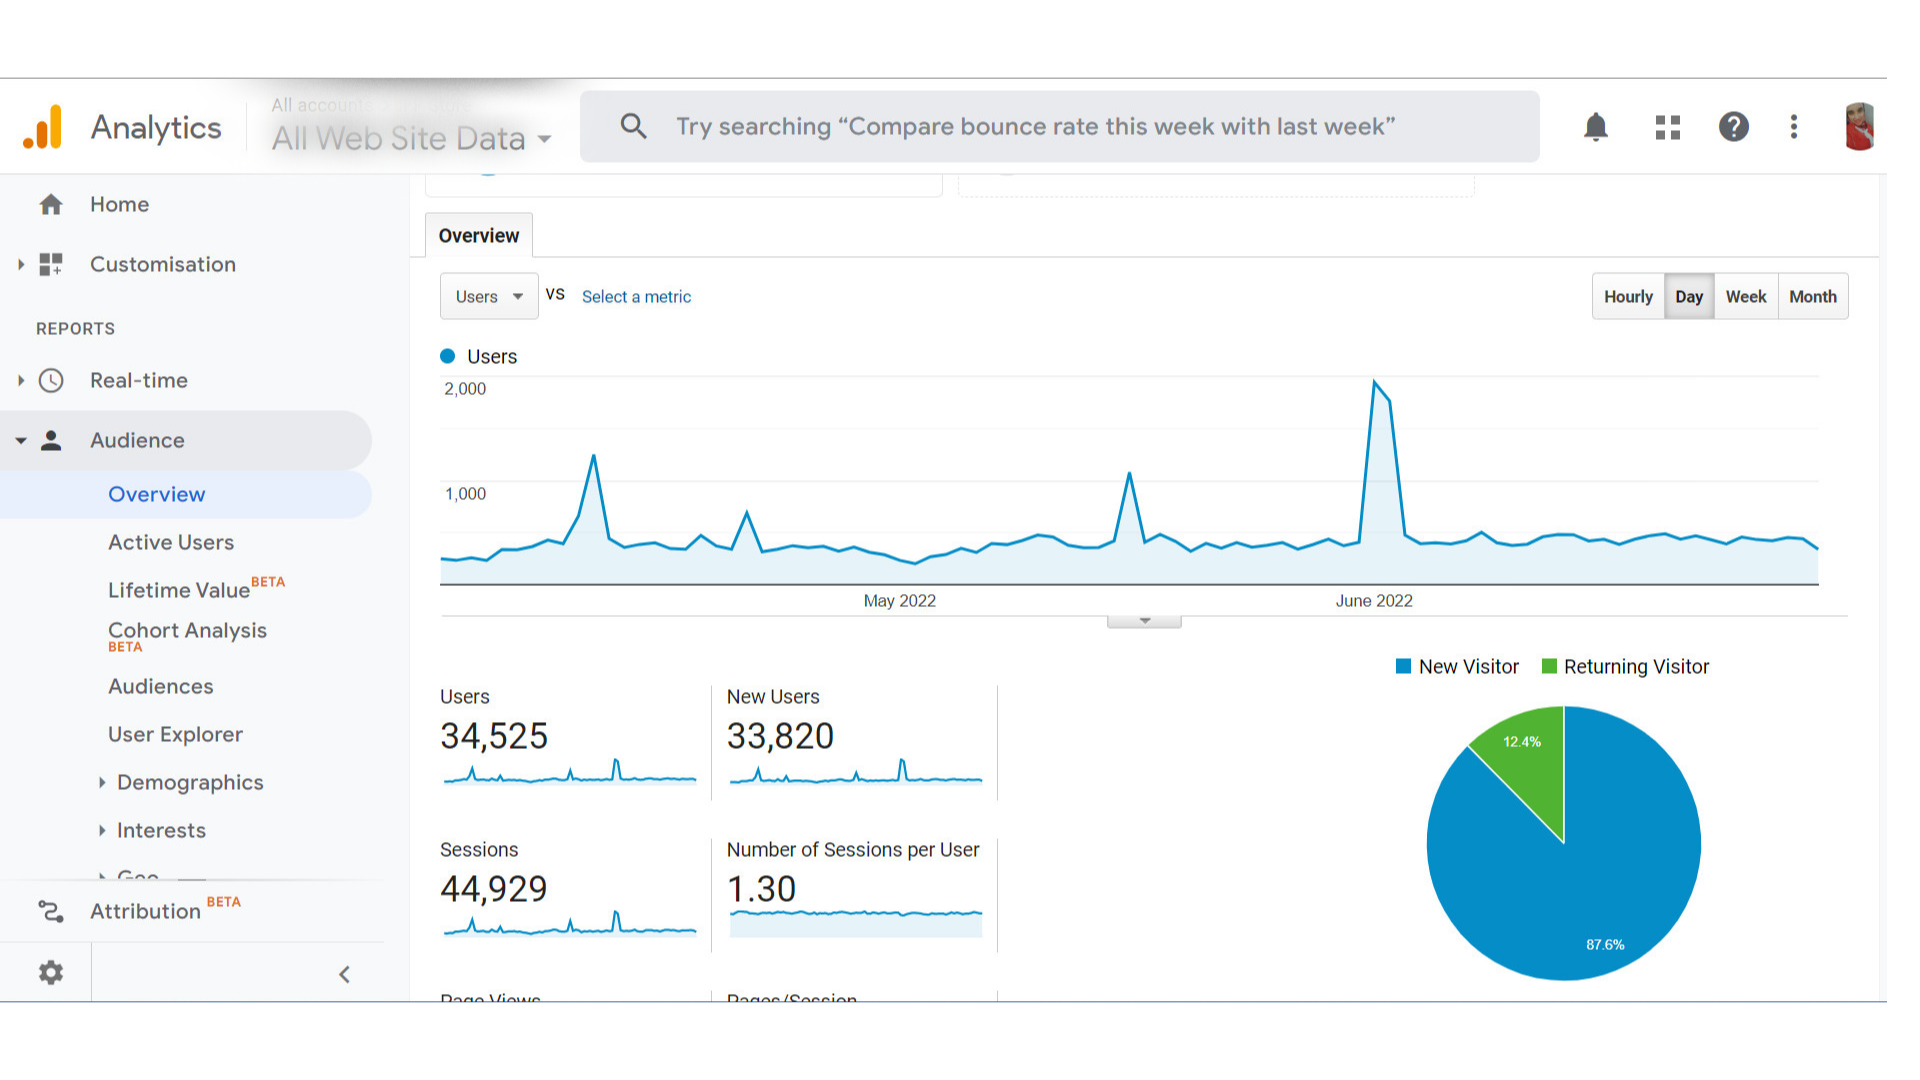 All accounts
Analytics
All Web Site Data
Try searching “Compare bounce rate this week with last week”
Home
Customisation
REPORTS
Real-time
Audience
Overview
Active Users
Lifetime Value BETA
Cohort Analysis
BETA
Audiences
User Explorer
Demographics
Interests
Geo
Attribution BETA
Overview
Users VS Select a metric
Hourly Day Week Month
Users
2,000
1,000
May 2022 June 2022
Users
34,525
New Users
33,820
Sessions
44,929
Number of Sessions per User
1.30
Page Views
Pages/Session
New Visitor Returning Visitor
12.4%
87.6%